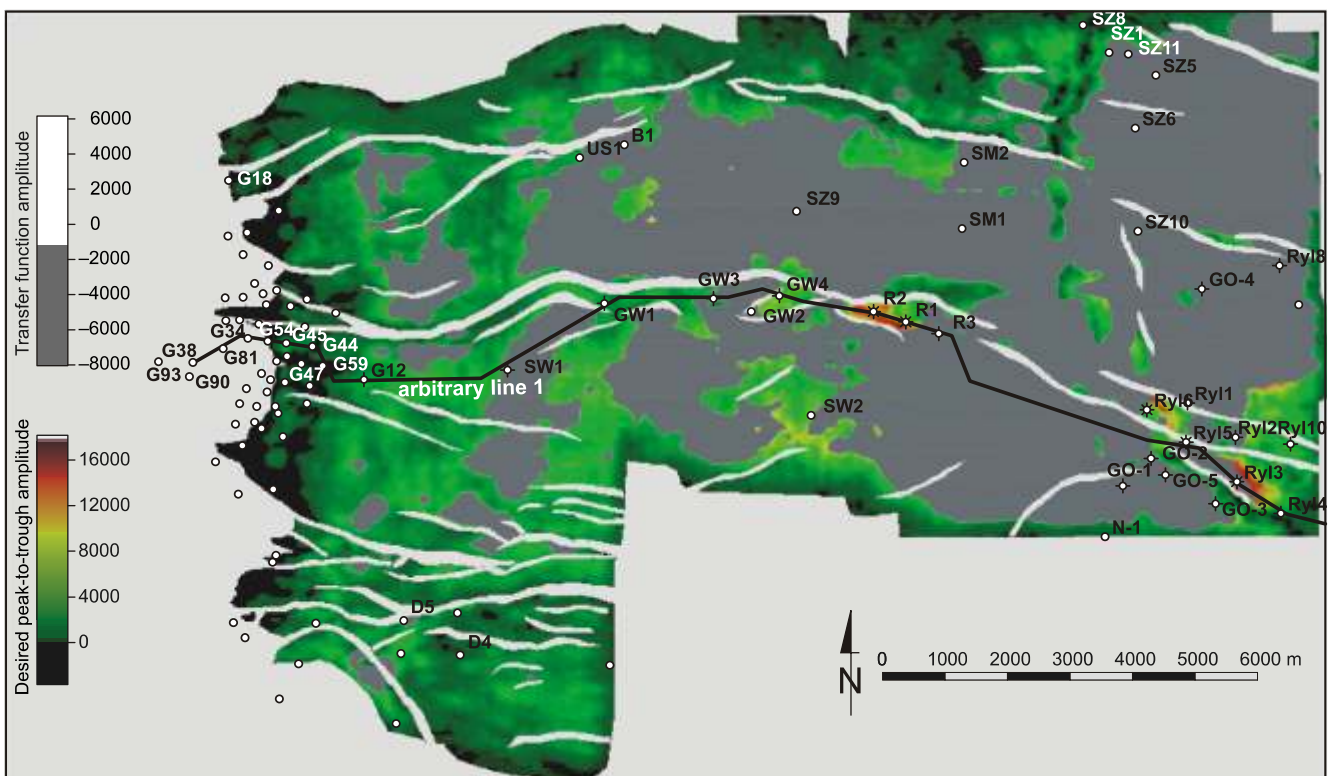 SZ8
SZ1
SZ11
SZ5
Transfer function amplitude
6000
4000
2000
0
−2000
−4000
−6000
−8000
SZ6
B1
US1
SM2
G18
SZ9
SM1
SZ10
Ryl8
GO-4
GW3
GW4
GW1
GW2
R2
R1
R3
G34
G54
G45
G44
G81
G38
G93
G90
G59
G47
G12
SW1
arbitrary line 1
SW2
Ryl6
Ryl1
Ryl5
Ryl2
Ryl10
GO-2
GO-1
GO-5
Ryl3
GO-3
Ryl4
N-1
Desired peak-to-trough amplitude
16000
12000
8000
4000
0
D5
D4
N
0 1000 2000 3000 4000 5000 6000 m